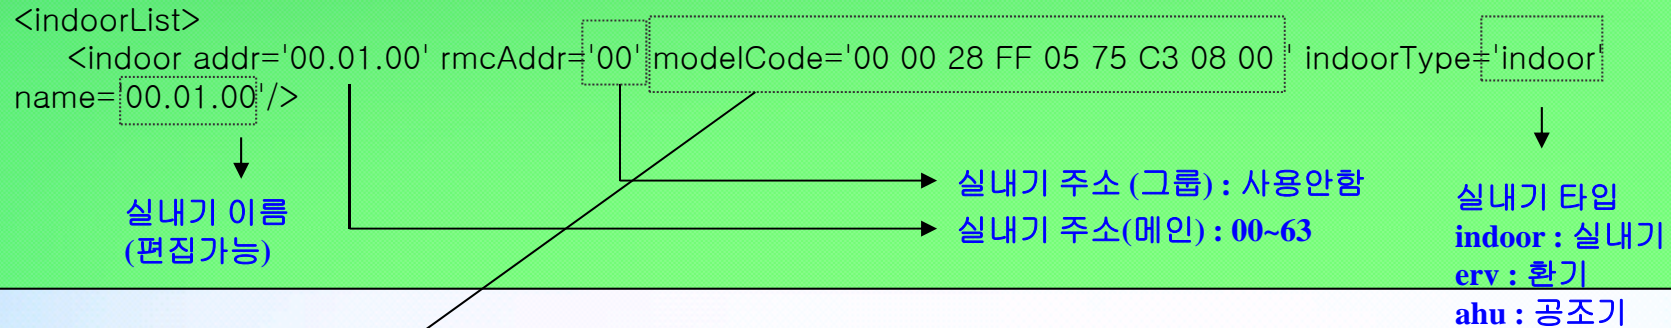 <indoorList>
<indoor addr='00.01.00' rmcAddr='00' modelCode='00 00 28 FF 05 75 C3 08 00 ' indoorType='indoor'
name='00.01.00'/>
실내기 주소 (그룹) : 사용안함
실내기 주소(메인) : 00~63
실내기 이름
(편집가능)
실내기 타입
indoor : 실내기
erv : 환기
ahu : 공조기